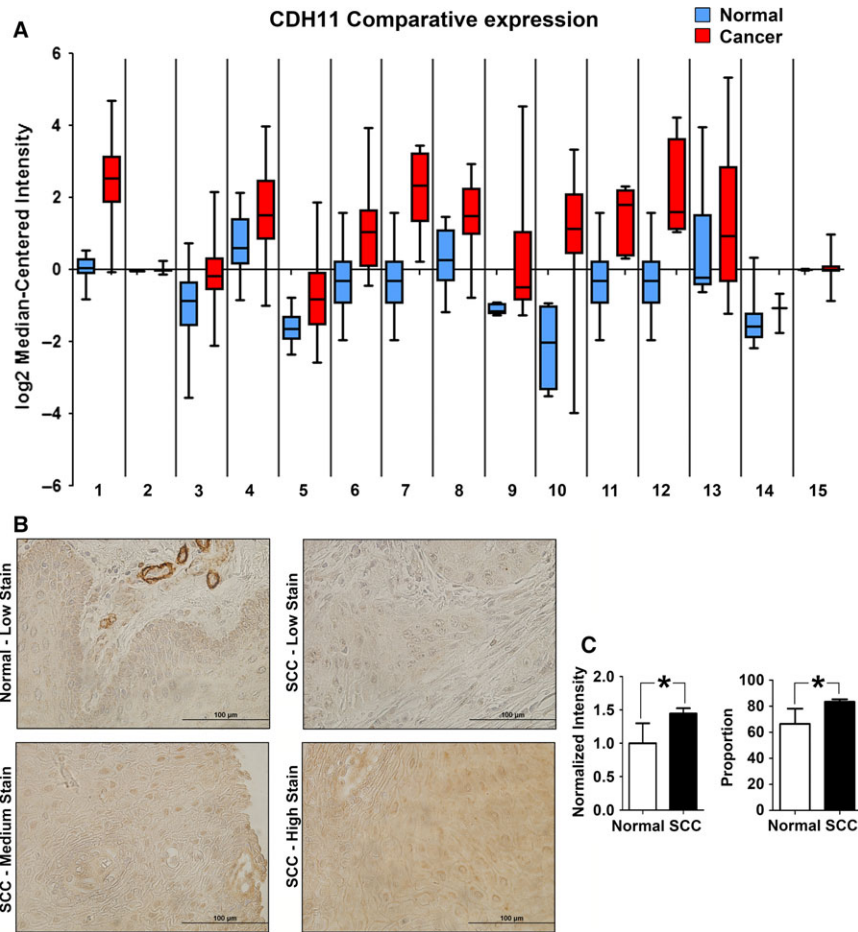 CDH11 Comparative expression
Normal
Cancer
A
log2 Median-Centered Intensity
6
4
2
0
–2
–4
–6
1 2 3 4 5 6 7 8 9 10 11 12 13 14 15
B
Normal - Low Stain
100 µm
SCC - Low Stain
100 µm
SCC - Medium Stain
100 µm
SCC - High Stain
100 µm
C
Normalized Intensity
2.0
1.5
1.0
0.5
0.0
*
Normal SCC
Proportion
100
80
60
40
20
0
*
Normal SCC